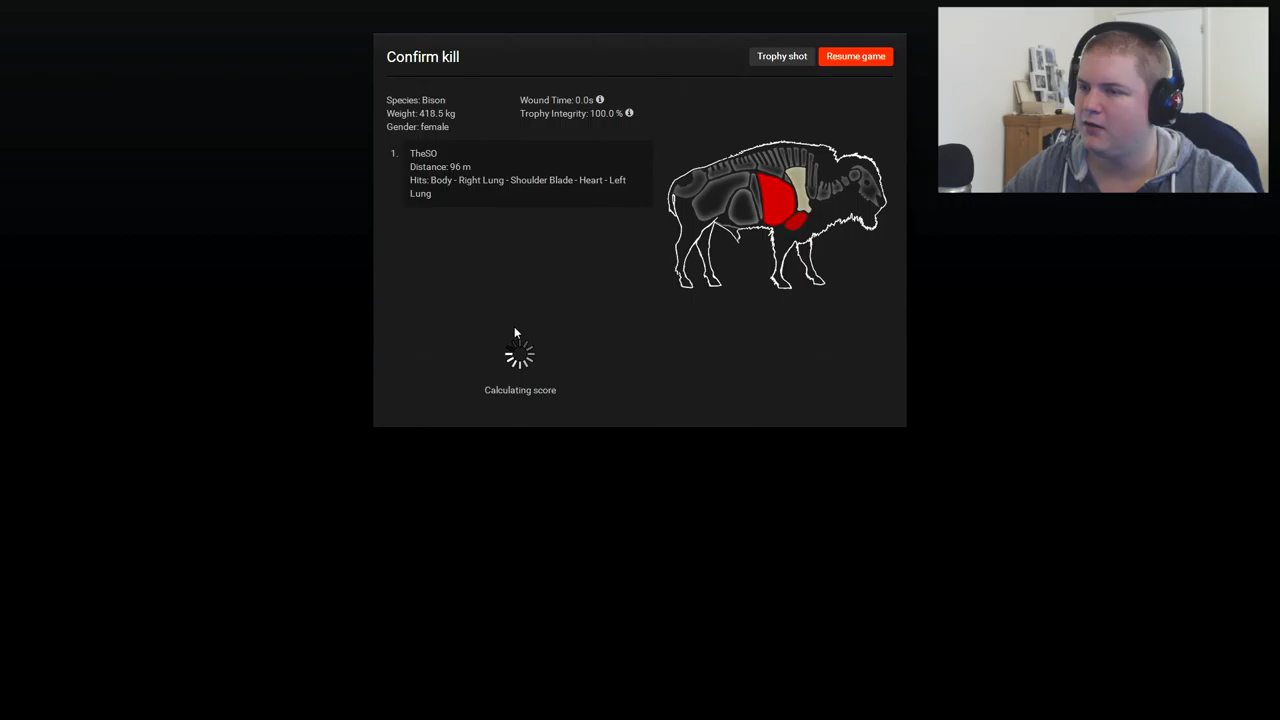 Confirm kill
Trophy shot
Resume game
Species: Bison
Weight: 418.5 kg
Gender: female
Wound Time: 0.0s
Trophy Integrity: 100.0 %
1. TheSO
Distance: 96 m
Hits: Body - Right Lung - Shoulder Blade - Heart - Left
Lung
Calculating score